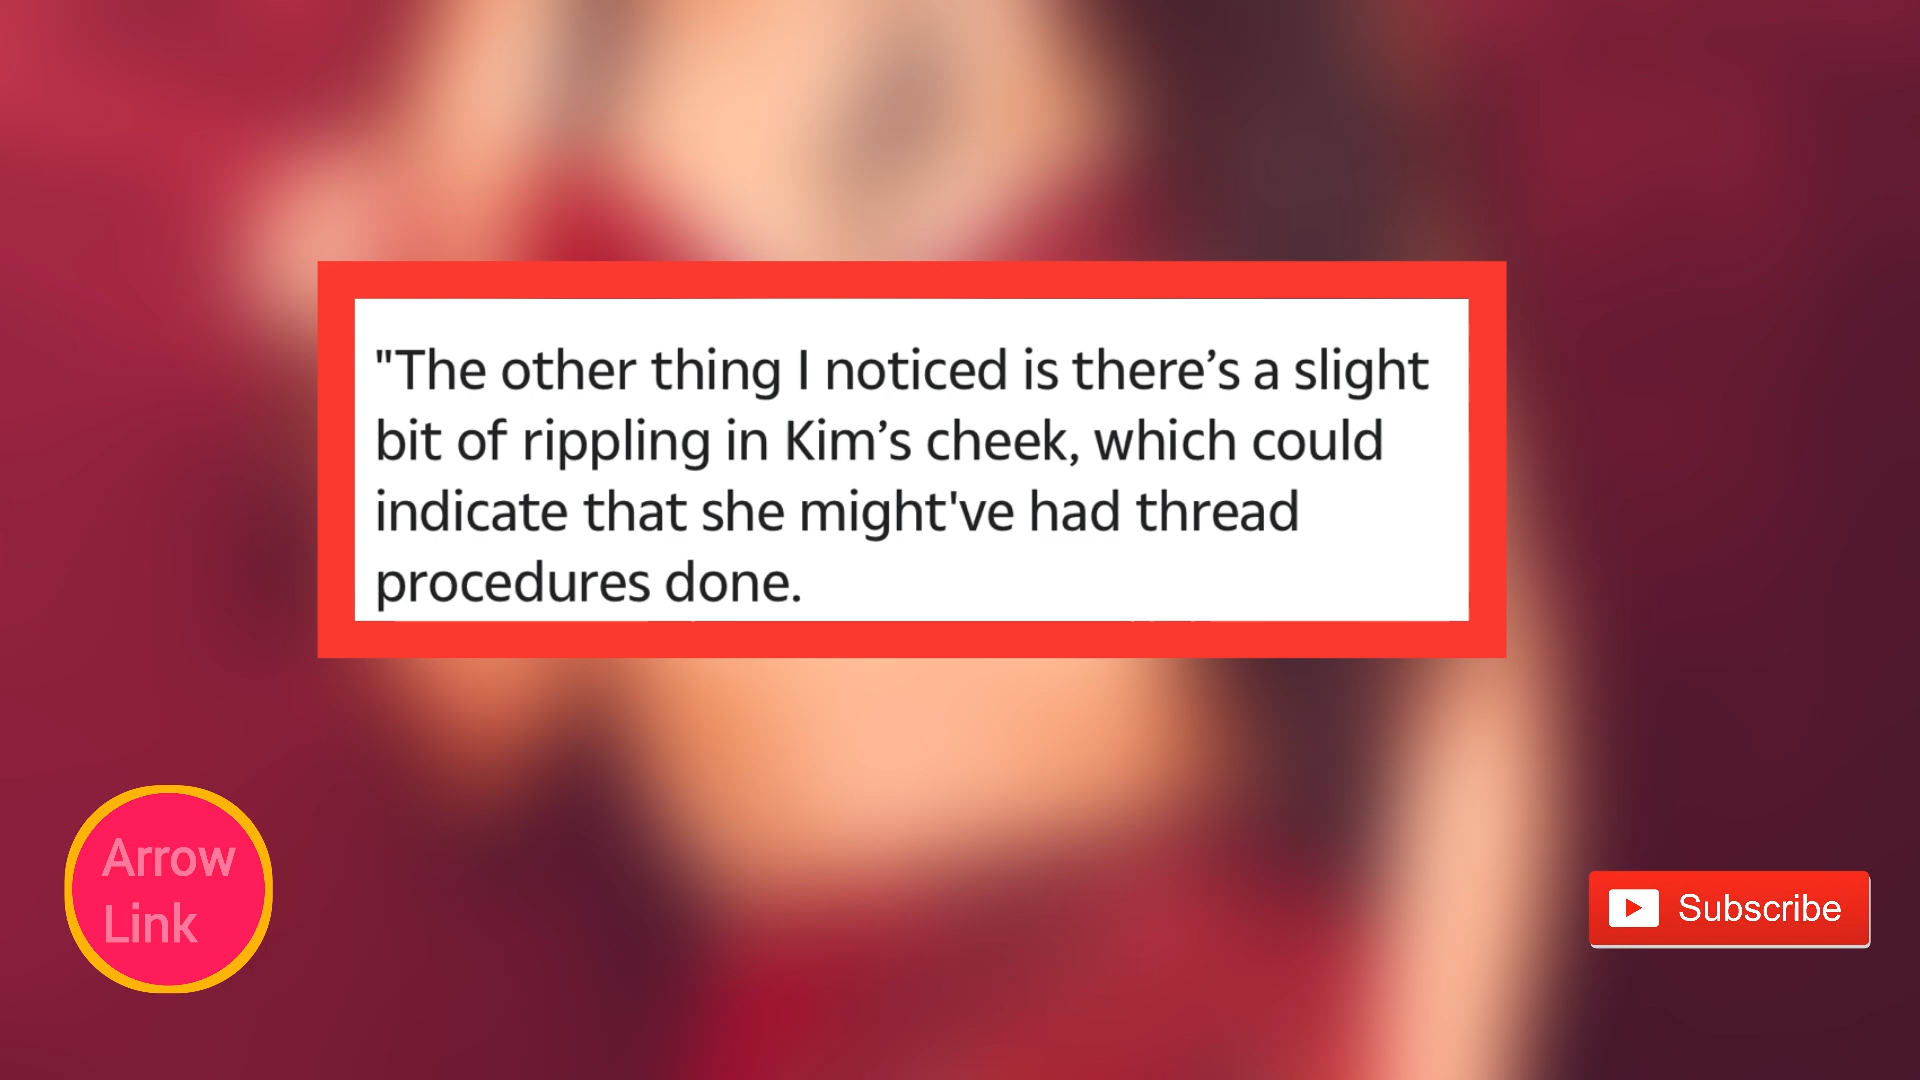 "The other thing I noticed is there’s a slight
bit of rippling in Kim’s cheek, which could
indicate that she might've had thread
procedures done.
Arrow
Link
Subscribe